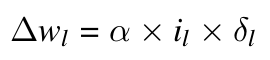 Δw_l = α × i_l × δ_l